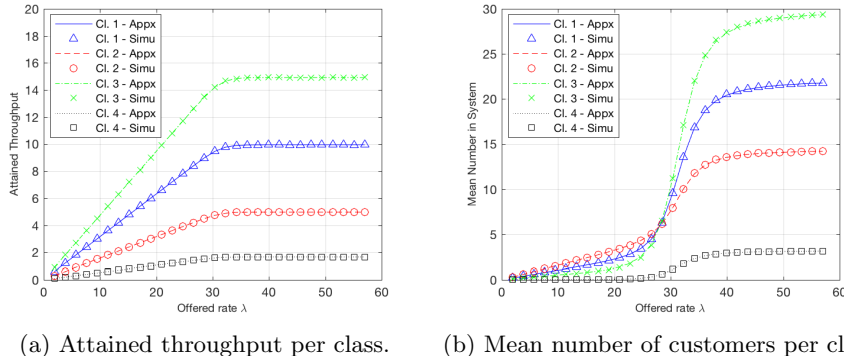 20
18
16
14
12
10
8
6
4
2
0
Attained Throughput
Cl. 1 - Appx
Cl. 1 - Simu
Cl. 2 - Appx
Cl. 2 - Simu
Cl. 3 - Appx
Cl. 3 - Simu
Cl. 4 - Appx
Cl. 4 - Simu
0 10 20 30 40 50 60
Offered rate λ
(a) Attained throughput per class.
30
25
20
15
10
5
0
Mean Number in System
Cl. 1 - Appx
Cl. 1 - Simu
Cl. 2 - Appx
Cl. 2 - Simu
Cl. 3 - Appx
Cl. 3 - Simu
Cl. 4 - Appx
Cl. 4 - Simu
0 10 20 30 40 50 60
Offered rate λ
(b) Mean number of customers per cl